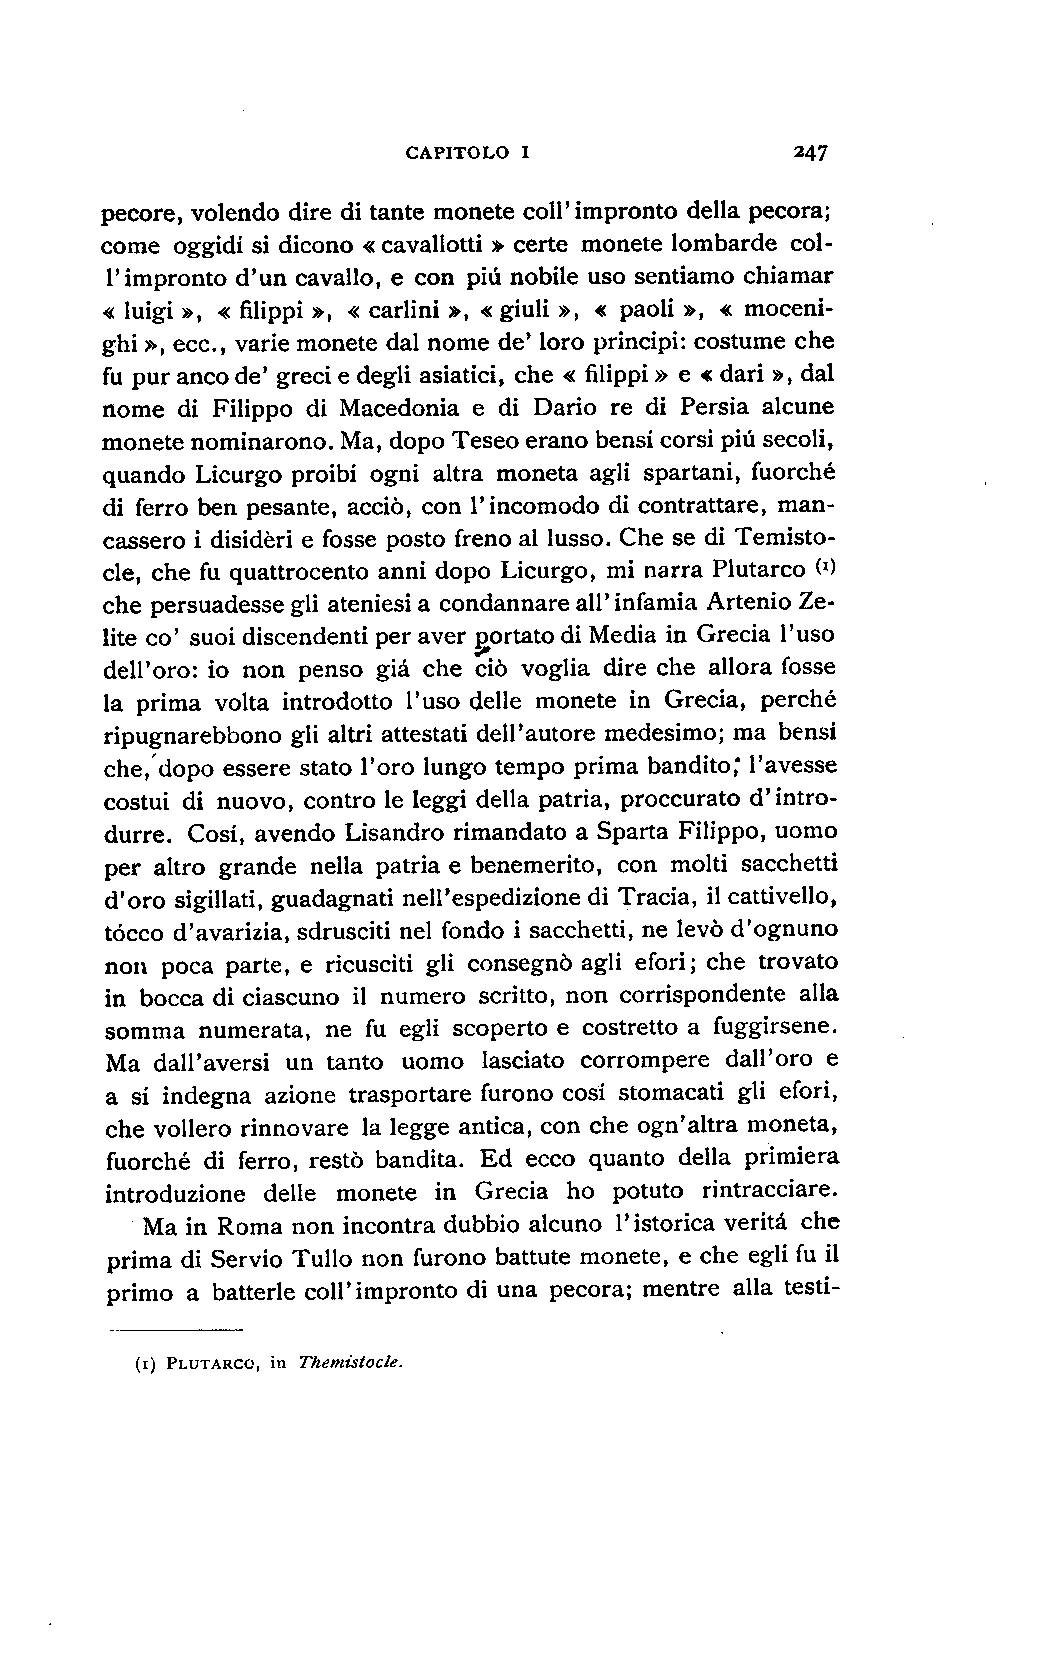 CAPITOLO I 247
pecore, volendo dire di tante monete coll'impronto della pecora;
come oggidí si dicono « cavallotti » certe monete lombarde col-
l'impronto d'un cavallo, e con piú nobile uso sentiamo chiamar
« luigi », « filippi », « carlini », « giuli », « paoli », « moceni-
ghi », ecc., varie monete dal nome de' loro principi: costume che
fu pur anco de' greci e degli asiatici, che « filippi » e « dari », dal
nome di Filippo di Macedonia e di Dario re di Persia alcune
monete nominarono. Ma, dopo Teseo erano bensí corsi piú secoli,
quando Licurgo proibí ogni altra moneta agli spartani, fuorché
di ferro ben pesante, acciò, con l'incomodo di contrattare, man-
cassero i disidèri e fosse posto freno al lusso. Che se di Temisto-
cle, che fu quattrocento anni dopo Licurgo, mi narra Plutarco (1)
che persuadesse gli ateniesi a condannare all'infamia Artenio Ze-
lite co' suoi discendenti per aver portato di Media in Grecia l'uso
dell'oro: io non penso giá che ciò voglia dire che allora fosse
la prima volta introdotto l'uso delle monete in Grecia, perché
ripugnarebbono gli altri attestati dell'autore medesimo; ma bensí
che, dopo essere stato l'oro lungo tempo prima bandito, l'avesse
costui di nuovo, contro le leggi della patria, proccurato d'intro-
durre. Cosí, avendo Lisandro rimandato a Sparta Filippo, uomo
per altro grande nella patria e benemerito, con molti sacchetti
d'oro sigillati, guadagnati nell'espedizione di Tracia, il cattivello,
tócco d'avarizia, sdrusciti nel fondo i sacchetti, ne levò d'ognuno
non poca parte, e ricusciti gli consegnò agli efori; che trovato
in bocca di ciascuno il numero scritto, non corrispondente alla
somma numerata, ne fu egli scoperto e costretto a fuggirsene.
Ma dall'aversi un tanto uomo lasciato corrompere dall'oro e
a sí indegna azione trasportare furono cosí stomacati gli efori,
che vollero rinnovare la legge antica, con che ogn'altra moneta,
fuorché di ferro, restò bandita. Ed ecco quanto della primiera
introduzione delle monete in Grecia ho potuto rintracciare.
Ma in Roma non incontra dubbio alcuno l'istorica veritá che
prima di Servio Tullo non furono battute monete, e che egli fu il
primo a batterle coll'impronto di una pecora; mentre alla testi-
(1) PLUTARCO, in Themistocle.